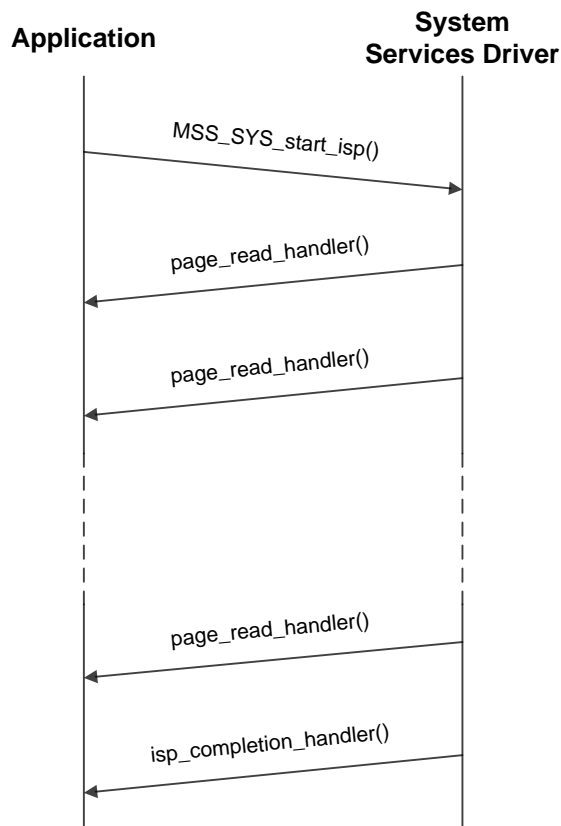 Application
System
Services Driver
MSS_SYS_start_isp()
page_read_handler()
page_read_handler()
page_read_handler()
isp_completion_handler()